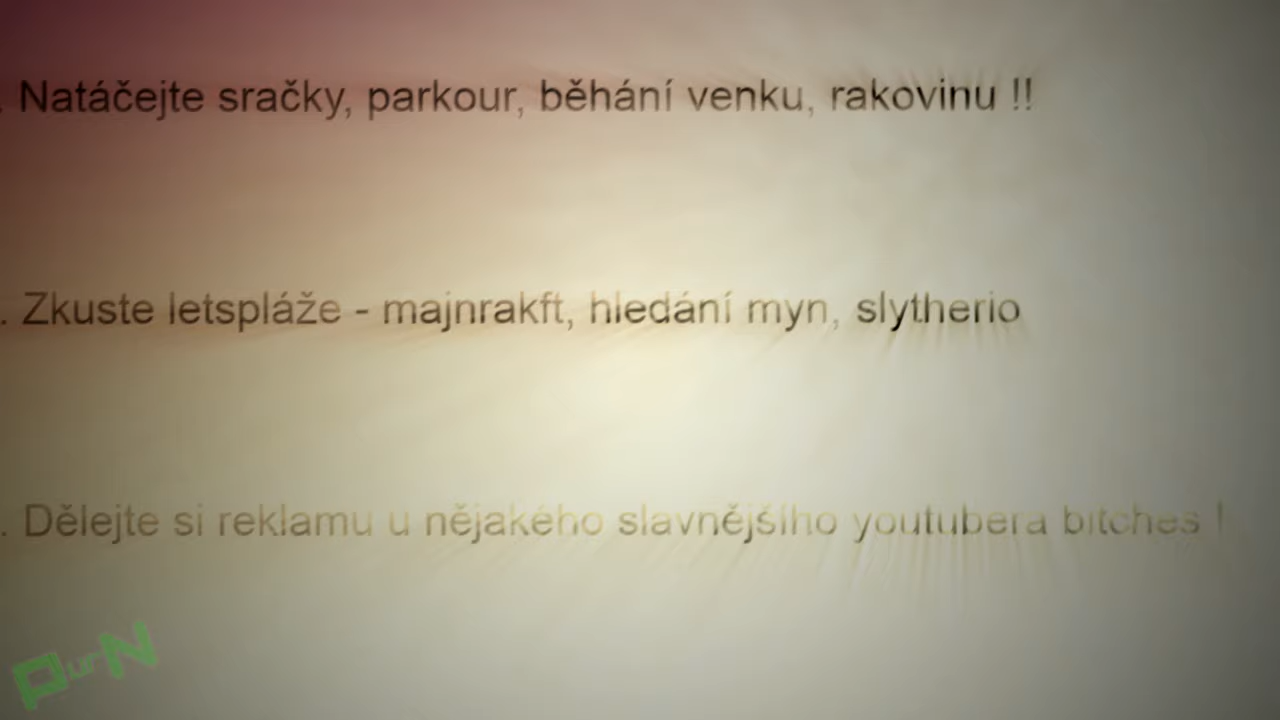 . Natáčejte sračky, parkour, běhání venku, rakovinu !!
. Zkuste letspláže - majnrakft, hledání myn, slytherio
. Dělejte si reklamu u nějakého slavnějšího youtubera bitches !
PurN